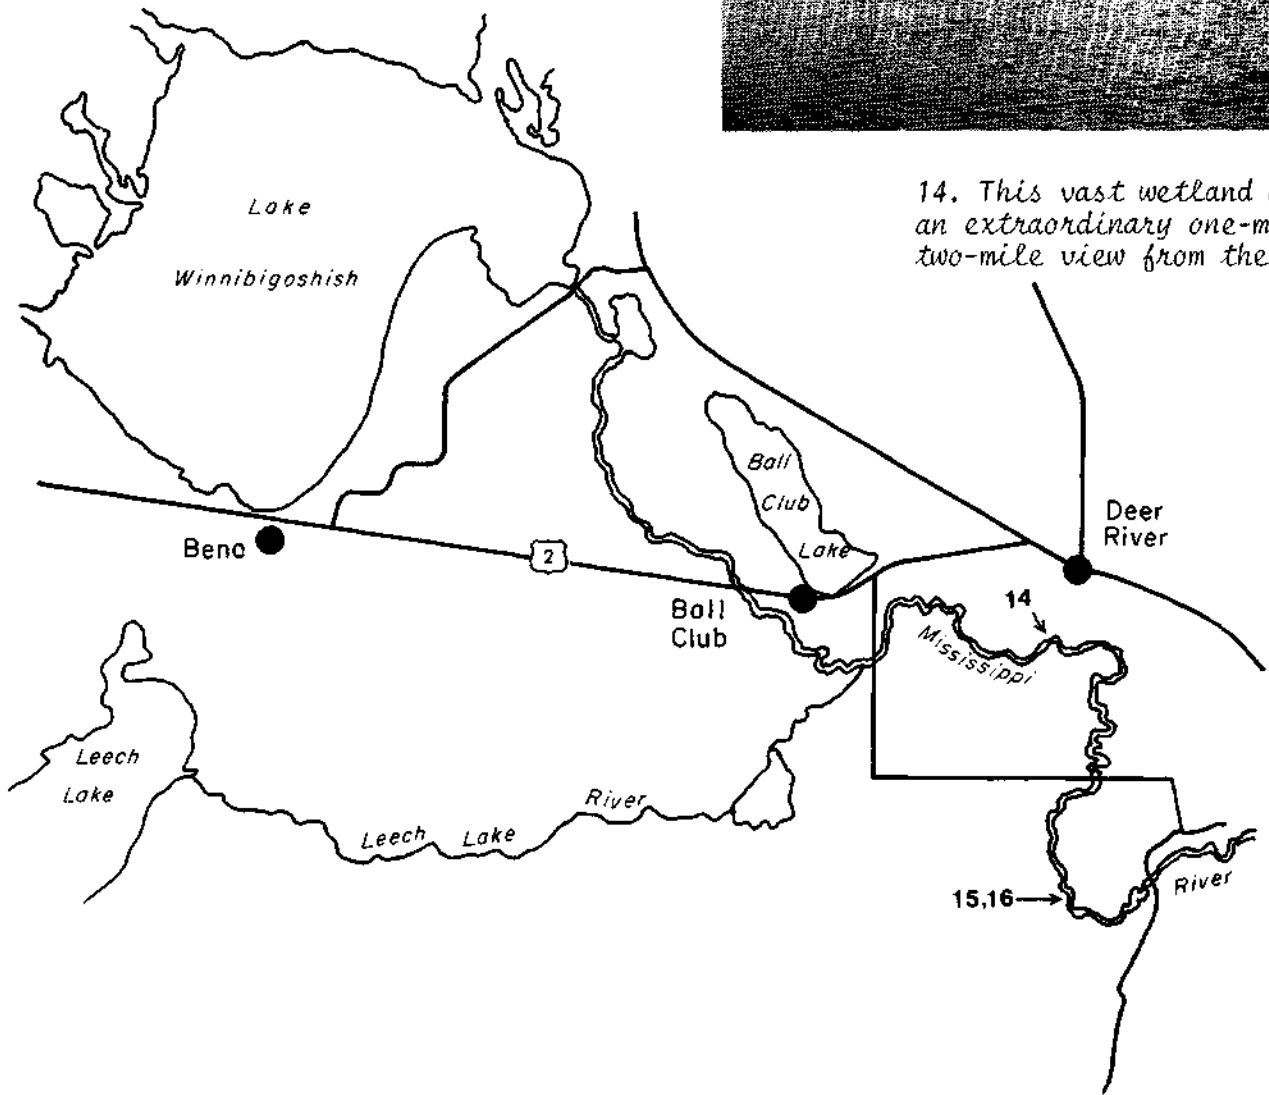 14. This vast wetland
an extraordinary one-m
two-mile view from the
Lake
Winnibigoshish
Ball
Club
Lake
Deer
River
Bena
2
Ball
Club
14
Mississippi
Leech
Lake
River
Leech Lake
15,16
River